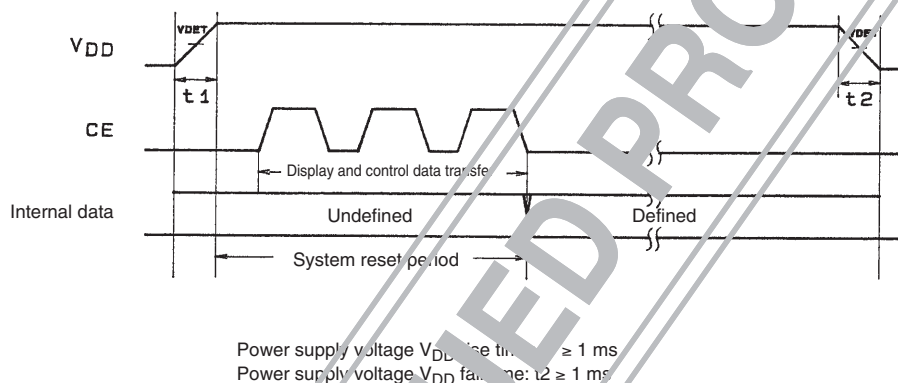 VDET
VDET
VDD
t1
t2
CE
Display and control data transfer
Internal data
Undefined
Defined
System reset period
Power supply voltage VDD rise time: ≥ 1 ms
Power supply voltage VDD fall time: t2 ≥ 1 ms